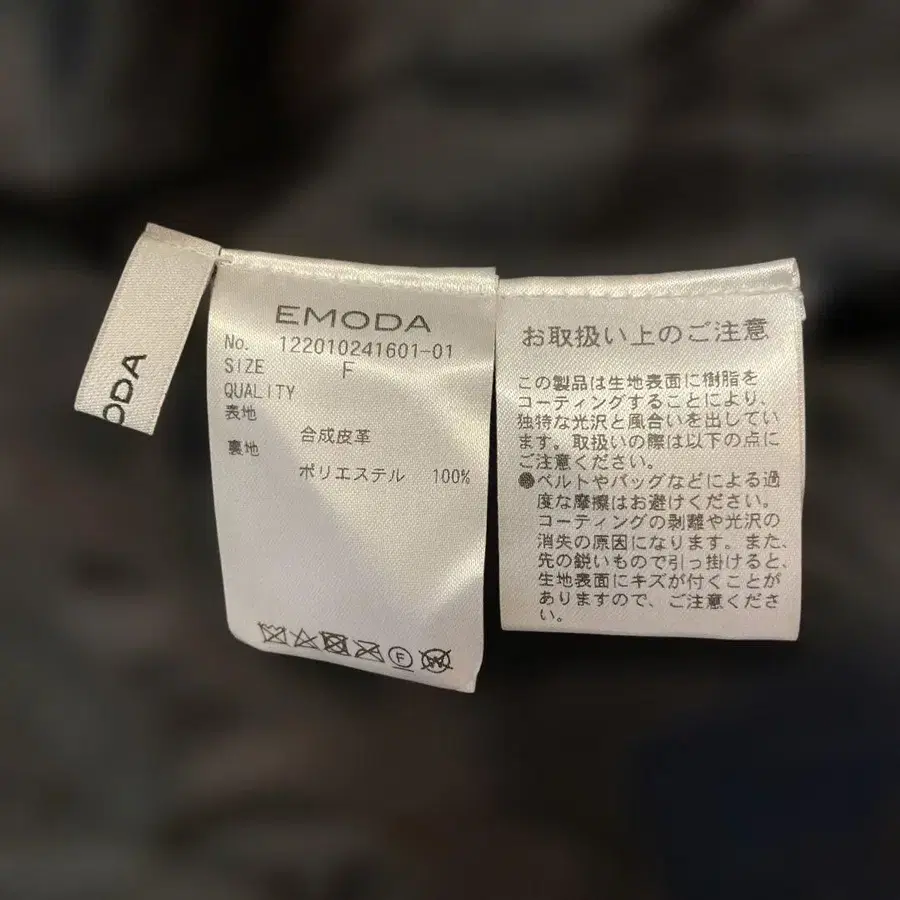 ODA
EMODA
No. 122010241601-01
SIZE F
QUALITY
表地
合成皮革
裏地
ポリエステル 100%
F
W
お取扱い上のご注意
この製品は生地表面に樹脂を
コーティングすることにより、
独特な光沢と風合いを出してい
ます。取扱いの際は以下の点に
ご注意ください。
●ベルトやバッグなどによる過
度な摩擦はお避けください。
コーティングの剥離や光沢の
消失の原因になります。また、
先の鋭いもので引っ掛けると、
生地表面にキズが付くことが
ありますので、ご注意くださ
い。